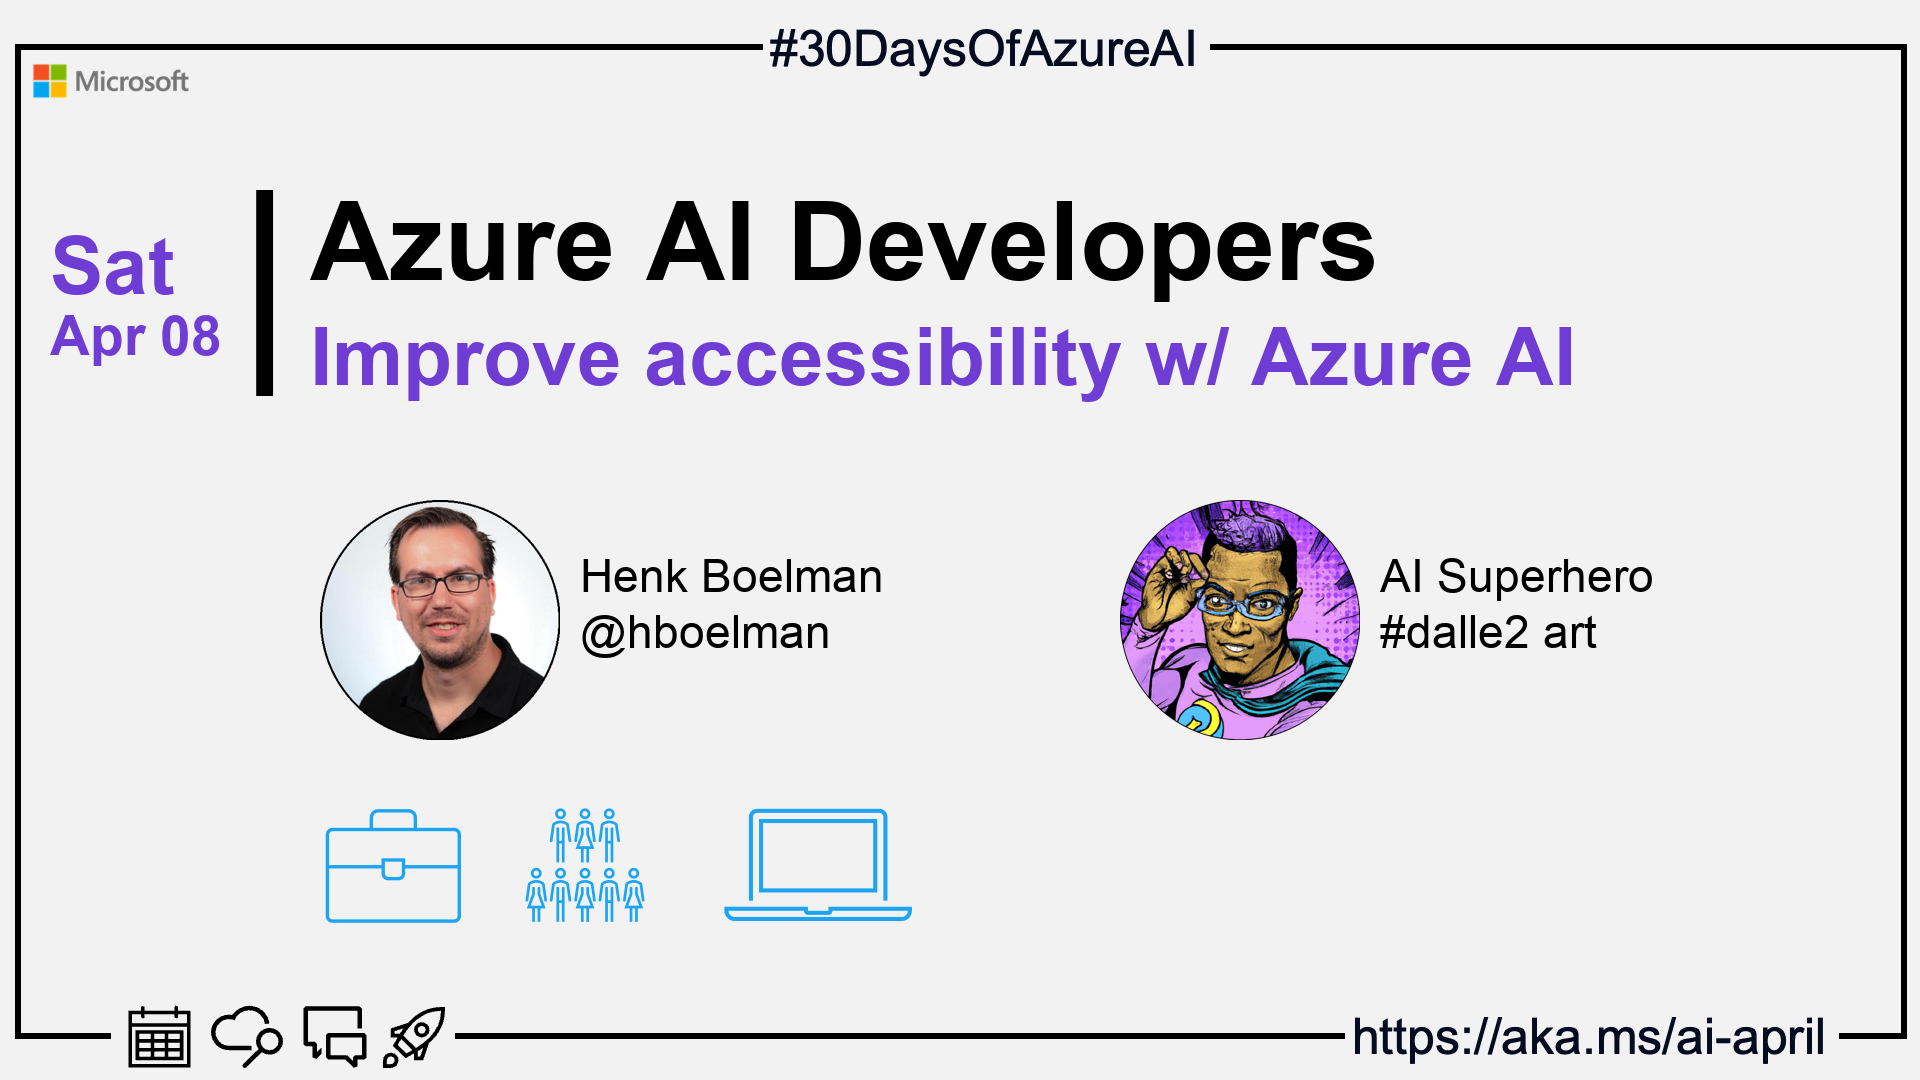 #30DaysOfAzureAI
Microsoft
Sat
Apr 08
Azure AI Developers
Improve accessibility w/ Azure AI
Henk Boelman
@hboelman
AI Superhero
#dalle2 art
https://aka.ms/ai-april